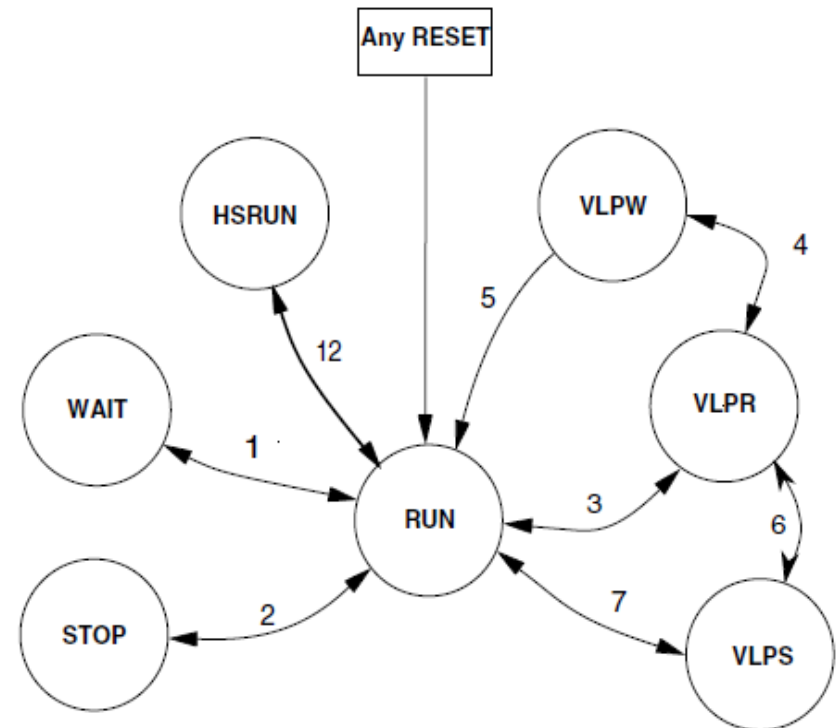 Any RESET
VLPW
HSRUN
4
5
12
WAIT
VLPR
1
3
RUN
6
2
7
STOP
VLPS